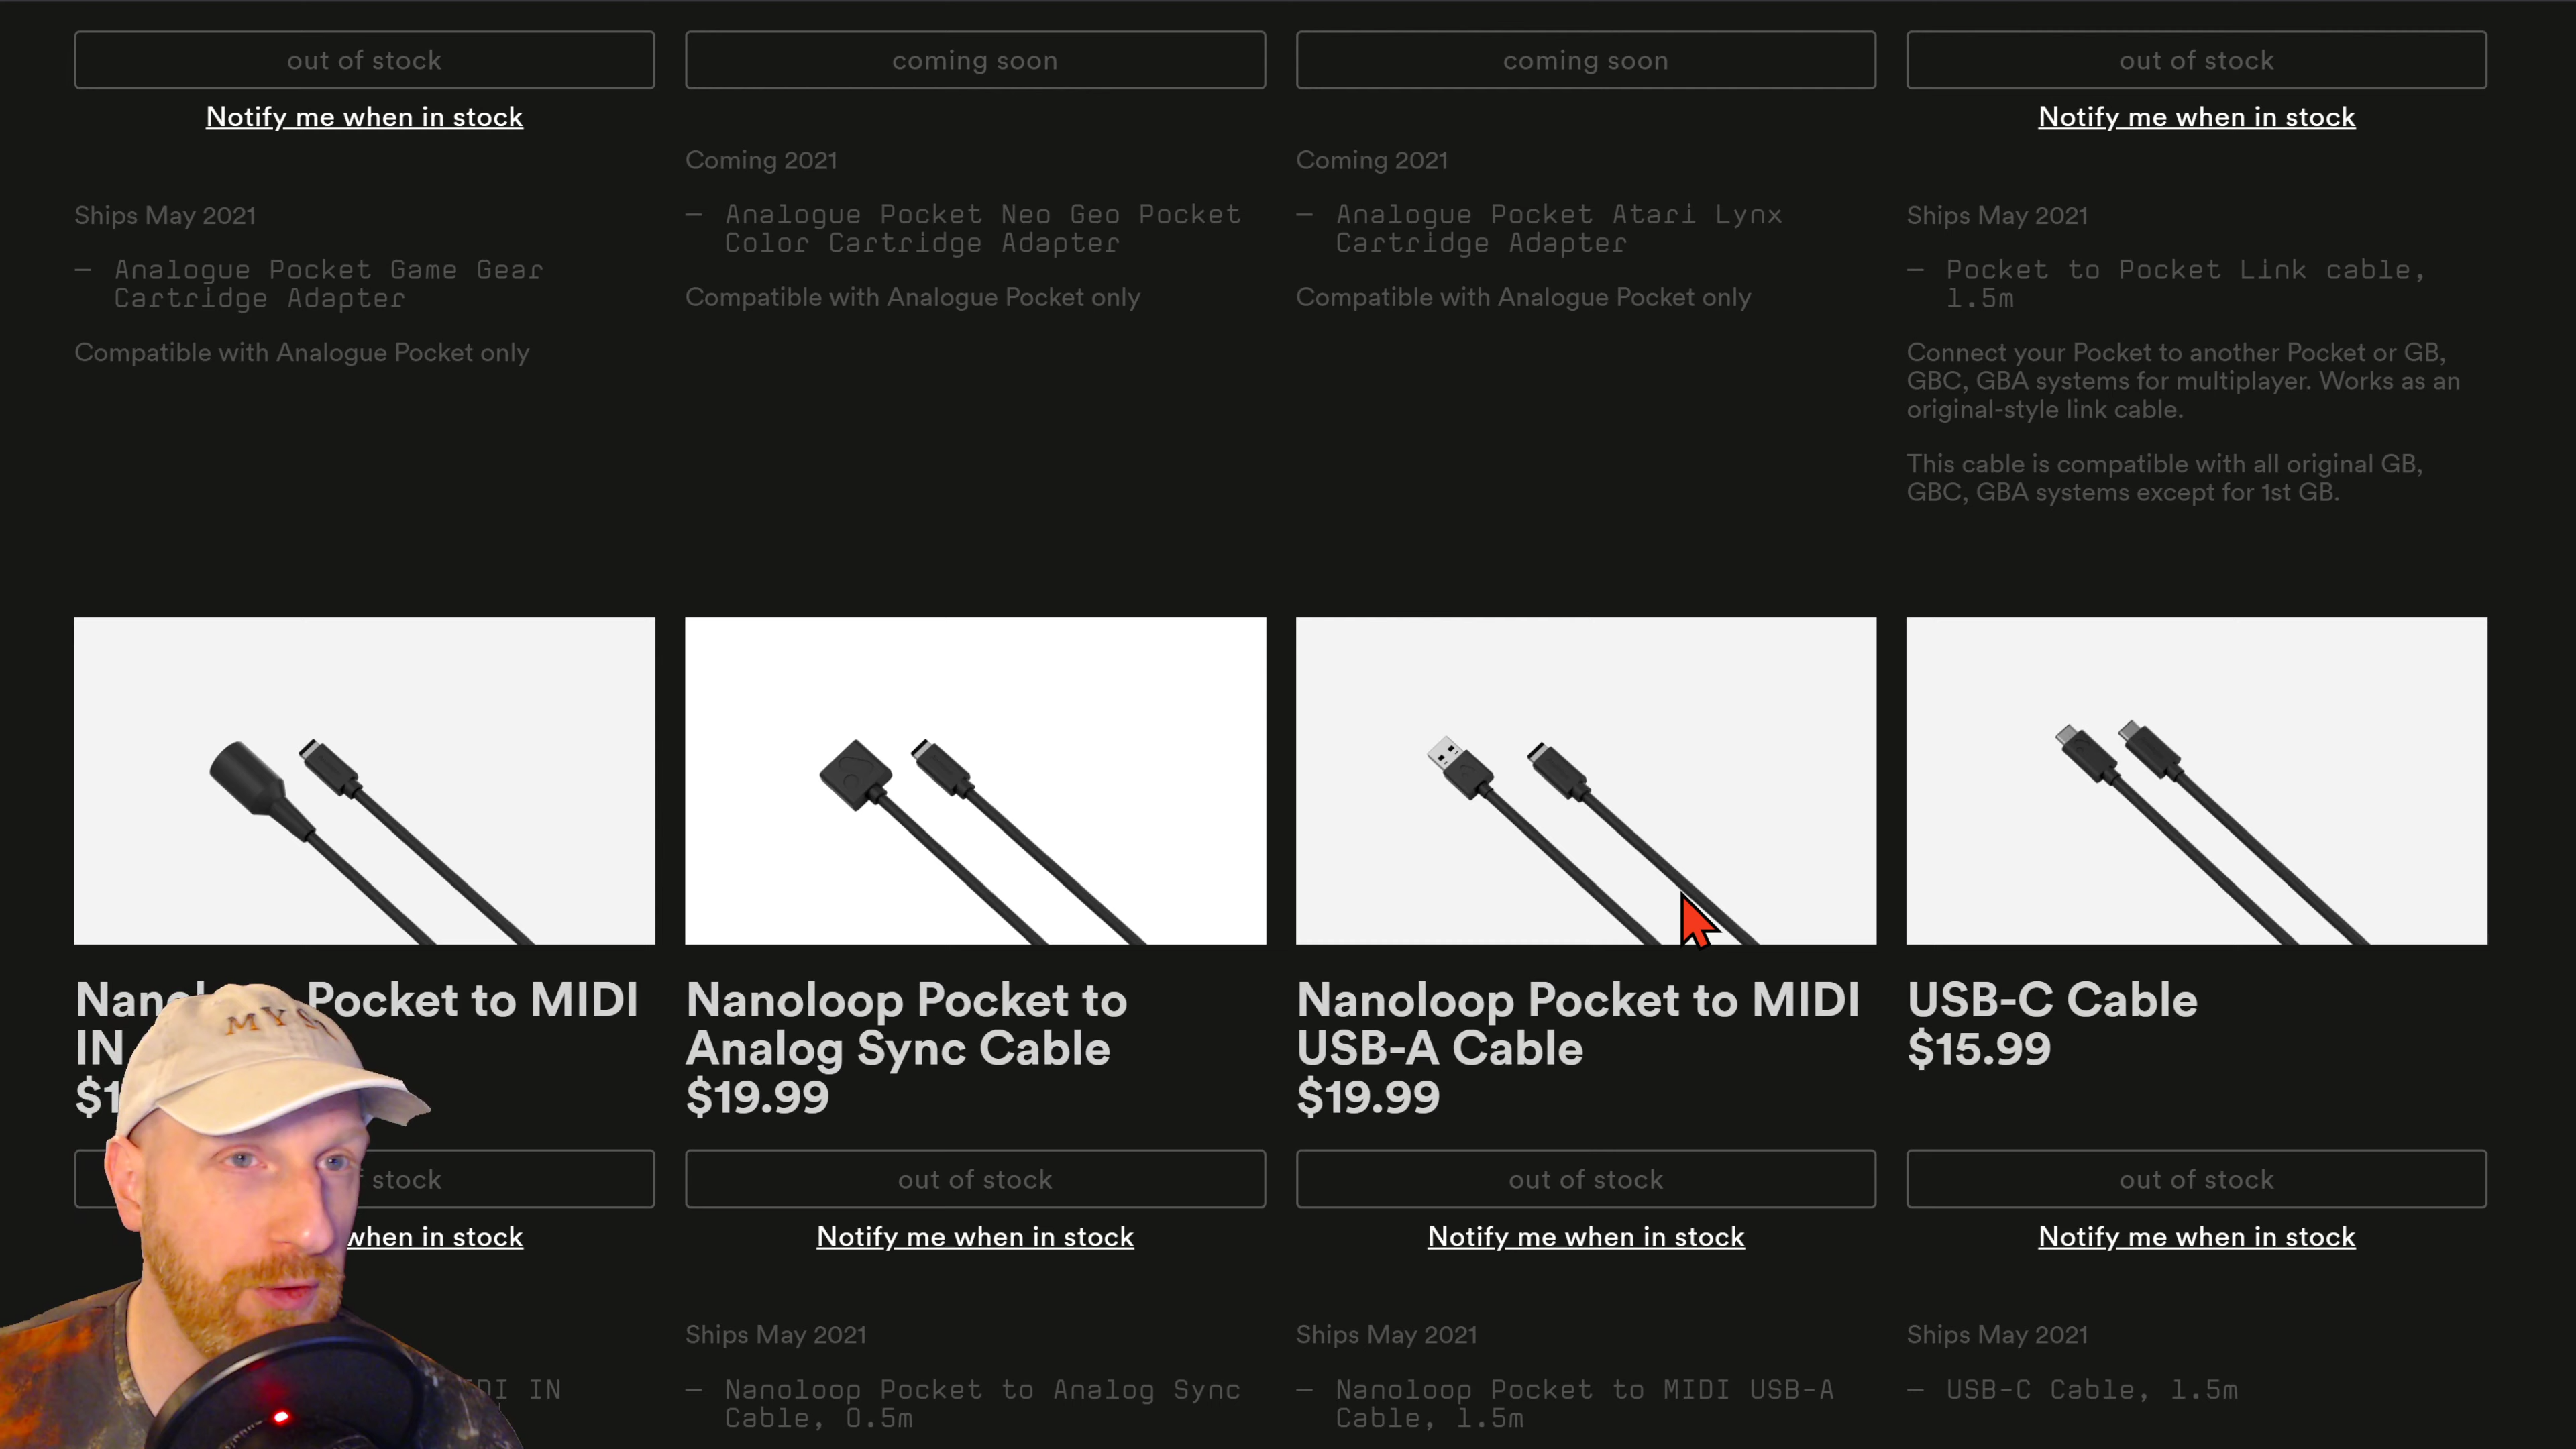 out of stock
coming soon
coming soon
out of stock
Notify me when in stock
Notify me when in stock
Ships May 2021
— Analogue Pocket Game Gear
Cartridge Adapter
Compatible with Analogue Pocket only
Coming 2021
— Analogue Pocket Neo Geo Pocket
Color Cartridge Adapter
Compatible with Analogue Pocket only
Coming 2021
— Analogue Pocket Atari Lynx
Cartridge Adapter
Compatible with Analogue Pocket only
Ships May 2021
— Pocket to Pocket Link cable,
1.5m
Connect your Pocket to another Pocket or GB,
GBC, GBA systems for multiplayer. Works as an
original-style link cable.
This cable is compatible with all original GB,
GBC, GBA systems except for 1st GB.
Pocket to MIDI
IN
Nanoloop Pocket to
Analog Sync Cable
$19.99
Nanoloop Pocket to MIDI
USB-A Cable
$19.99
USB-C Cable
$15.99
stock
when in stock
out of stock
Notify me when in stock
out of stock
Notify me when in stock
out of stock
Notify me when in stock
IN
Ships May 2021
— Nanoloop Pocket to Analog Sync
Cable, 0.5m
Ships May 2021
— Nanoloop Pocket to MIDI USB-A
Cable, 1.5m
Ships May 2021
— USB-C Cable, 1.5m